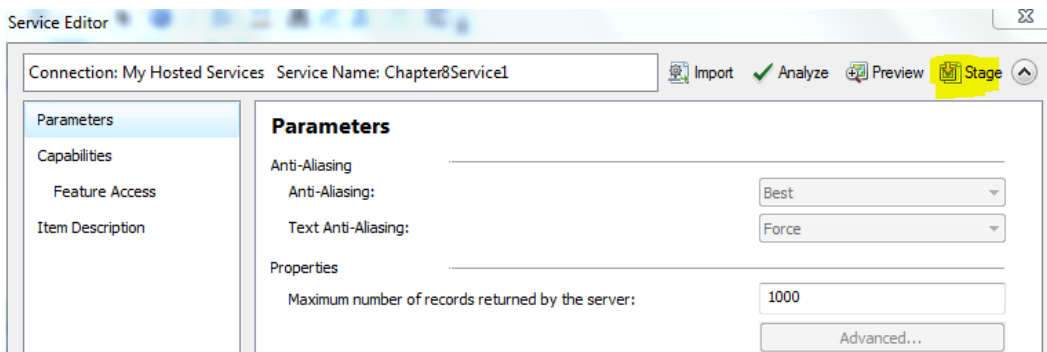 Service Editor
Connection: My Hosted Services Service Name: Chapter8Service1 Import Analyze Preview Stage
Parameters
Capabilities
Feature Access
Item Description
Parameters
Anti-Aliasing
Anti-Aliasing: Best
Text Anti-Aliasing: Force
Properties
Maximum number of records returned by the server: 1000
Advanced...